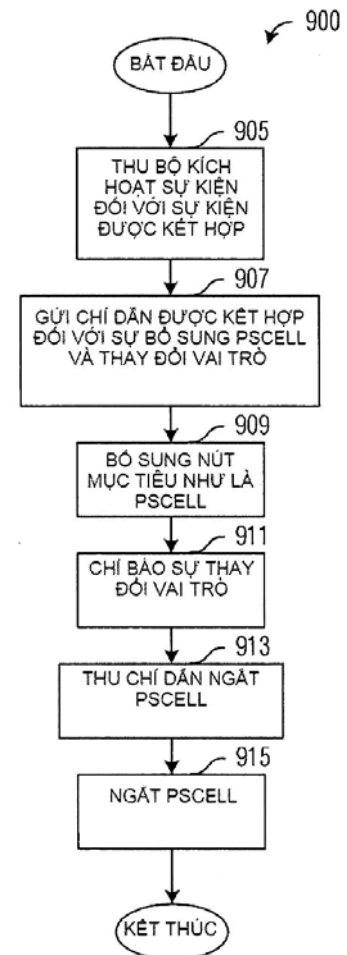 900
BẮT ĐẦU
905
THU BỘ KÍCH
HOẠT SỰ KIỆN
ĐỐI VỚI SỰ KIỆN
ĐƯỢC KẾT HỢP
907
GỬI CHỈ DẪN ĐƯỢC KẾT HỢP
ĐỐI VỚI SỰ BỔ SUNG PSCELL
VÀ THAY ĐỔI VAI TRÒ
909
BỔ SUNG NÚT
MỤC TIÊU NHƯ LÀ
PSCELL
911
CHỈ BÁO SỰ THAY
ĐỔI VAI TRÒ
913
THU CHỈ DẪN NGẮT
PSCELL
915
NGẮT PSCELL
KẾT THÚC